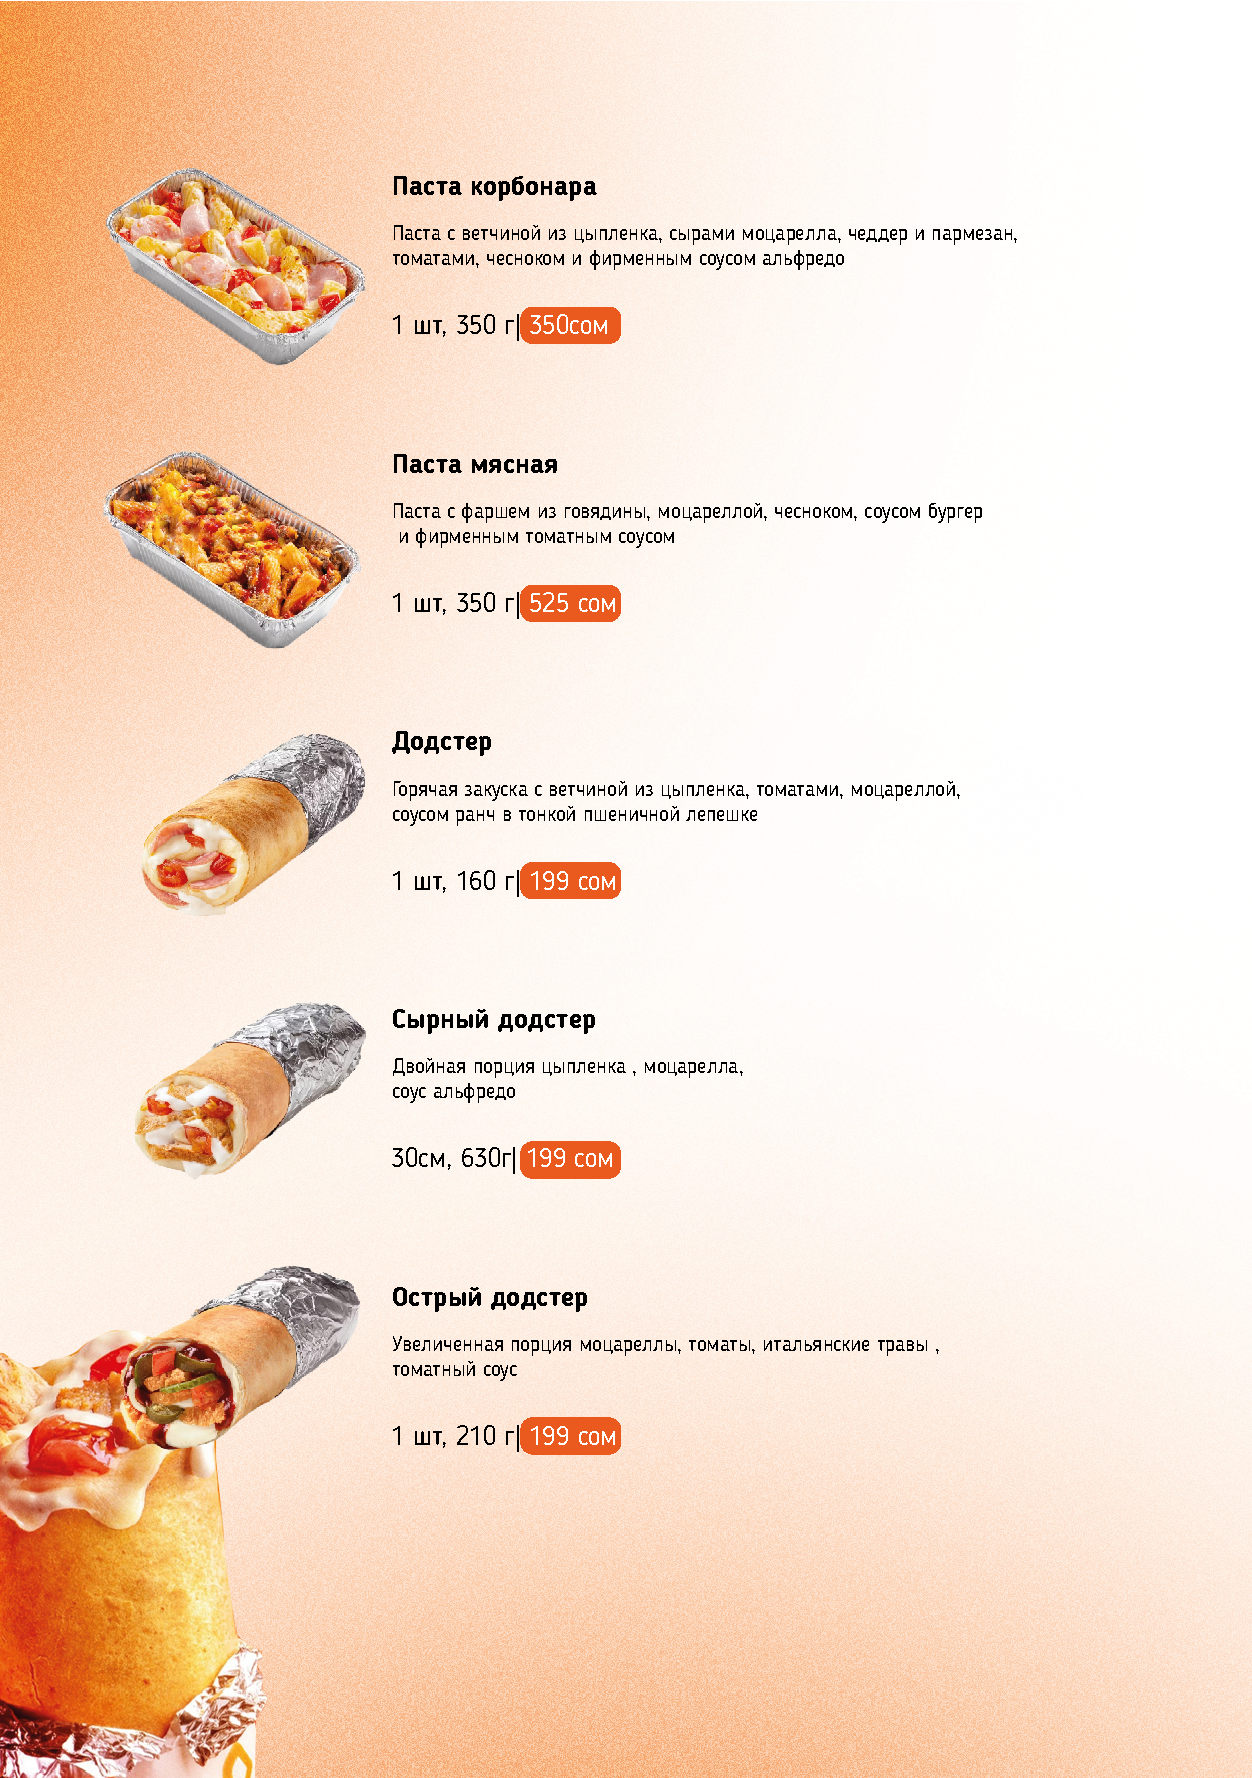 Паста корбонара
Паста с ветчиной из цыпленка, сырами моцарелла, чеддер и пармезан,
томатами, чесноком и фирменным соусом альфредо
1 шт, 350 г| 350сом
Паста мясная
Паста с фаршем из говядины, моцареллой, чесноком, соусом бургер
и фирменным томатным соусом
1 шт, 350 г| 525 сом
Додстер
Горячая закуска с ветчиной из цыпленка, томатами, моцареллой,
соусом ранч в тонкой пшеничной лепешке
1 шт, 160 г| 199 сом
Сырный додстер
Двойная порция цыпленка , моцарелла,
соус альфредо
30см, 630г| 199 сом
Острый додстер
Увеличенная порция моцареллы, томаты, итальянские травы ,
томатный соус
1 шт, 210 г| 199 сом